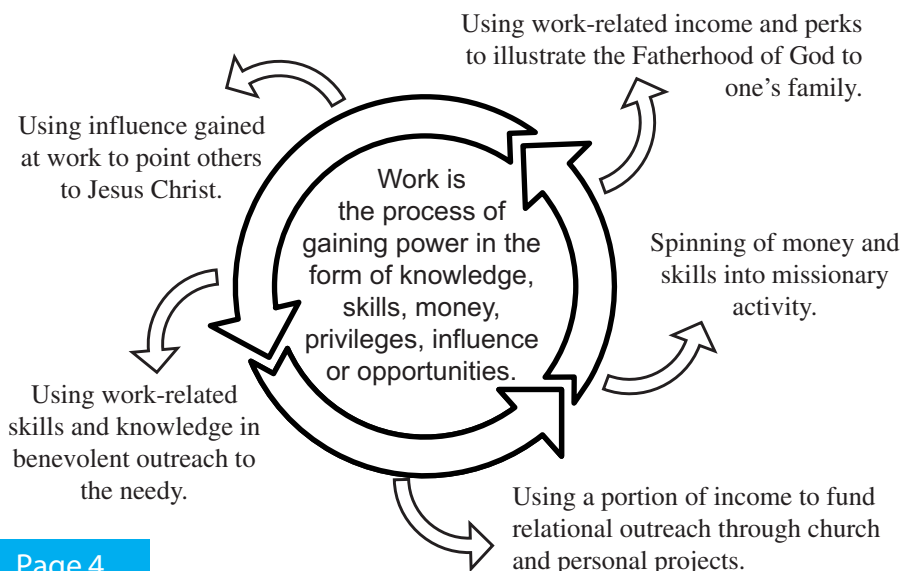 Using work-related income and perks
to illustrate the Fatherhood of God to
one’s family.
Using influence gained
at work to point others
to Jesus Christ.
Work is
the process of
gaining power in the
form of knowledge,
skills, money,
privileges, influence
or opportunities.
Spinning of money and
skills into missionary
activity.
Using work-related
skills and knowledge in
benevolent outreach to
the needy.
Using a portion of income to fund
relational outreach through church
and personal projects.
Page 4